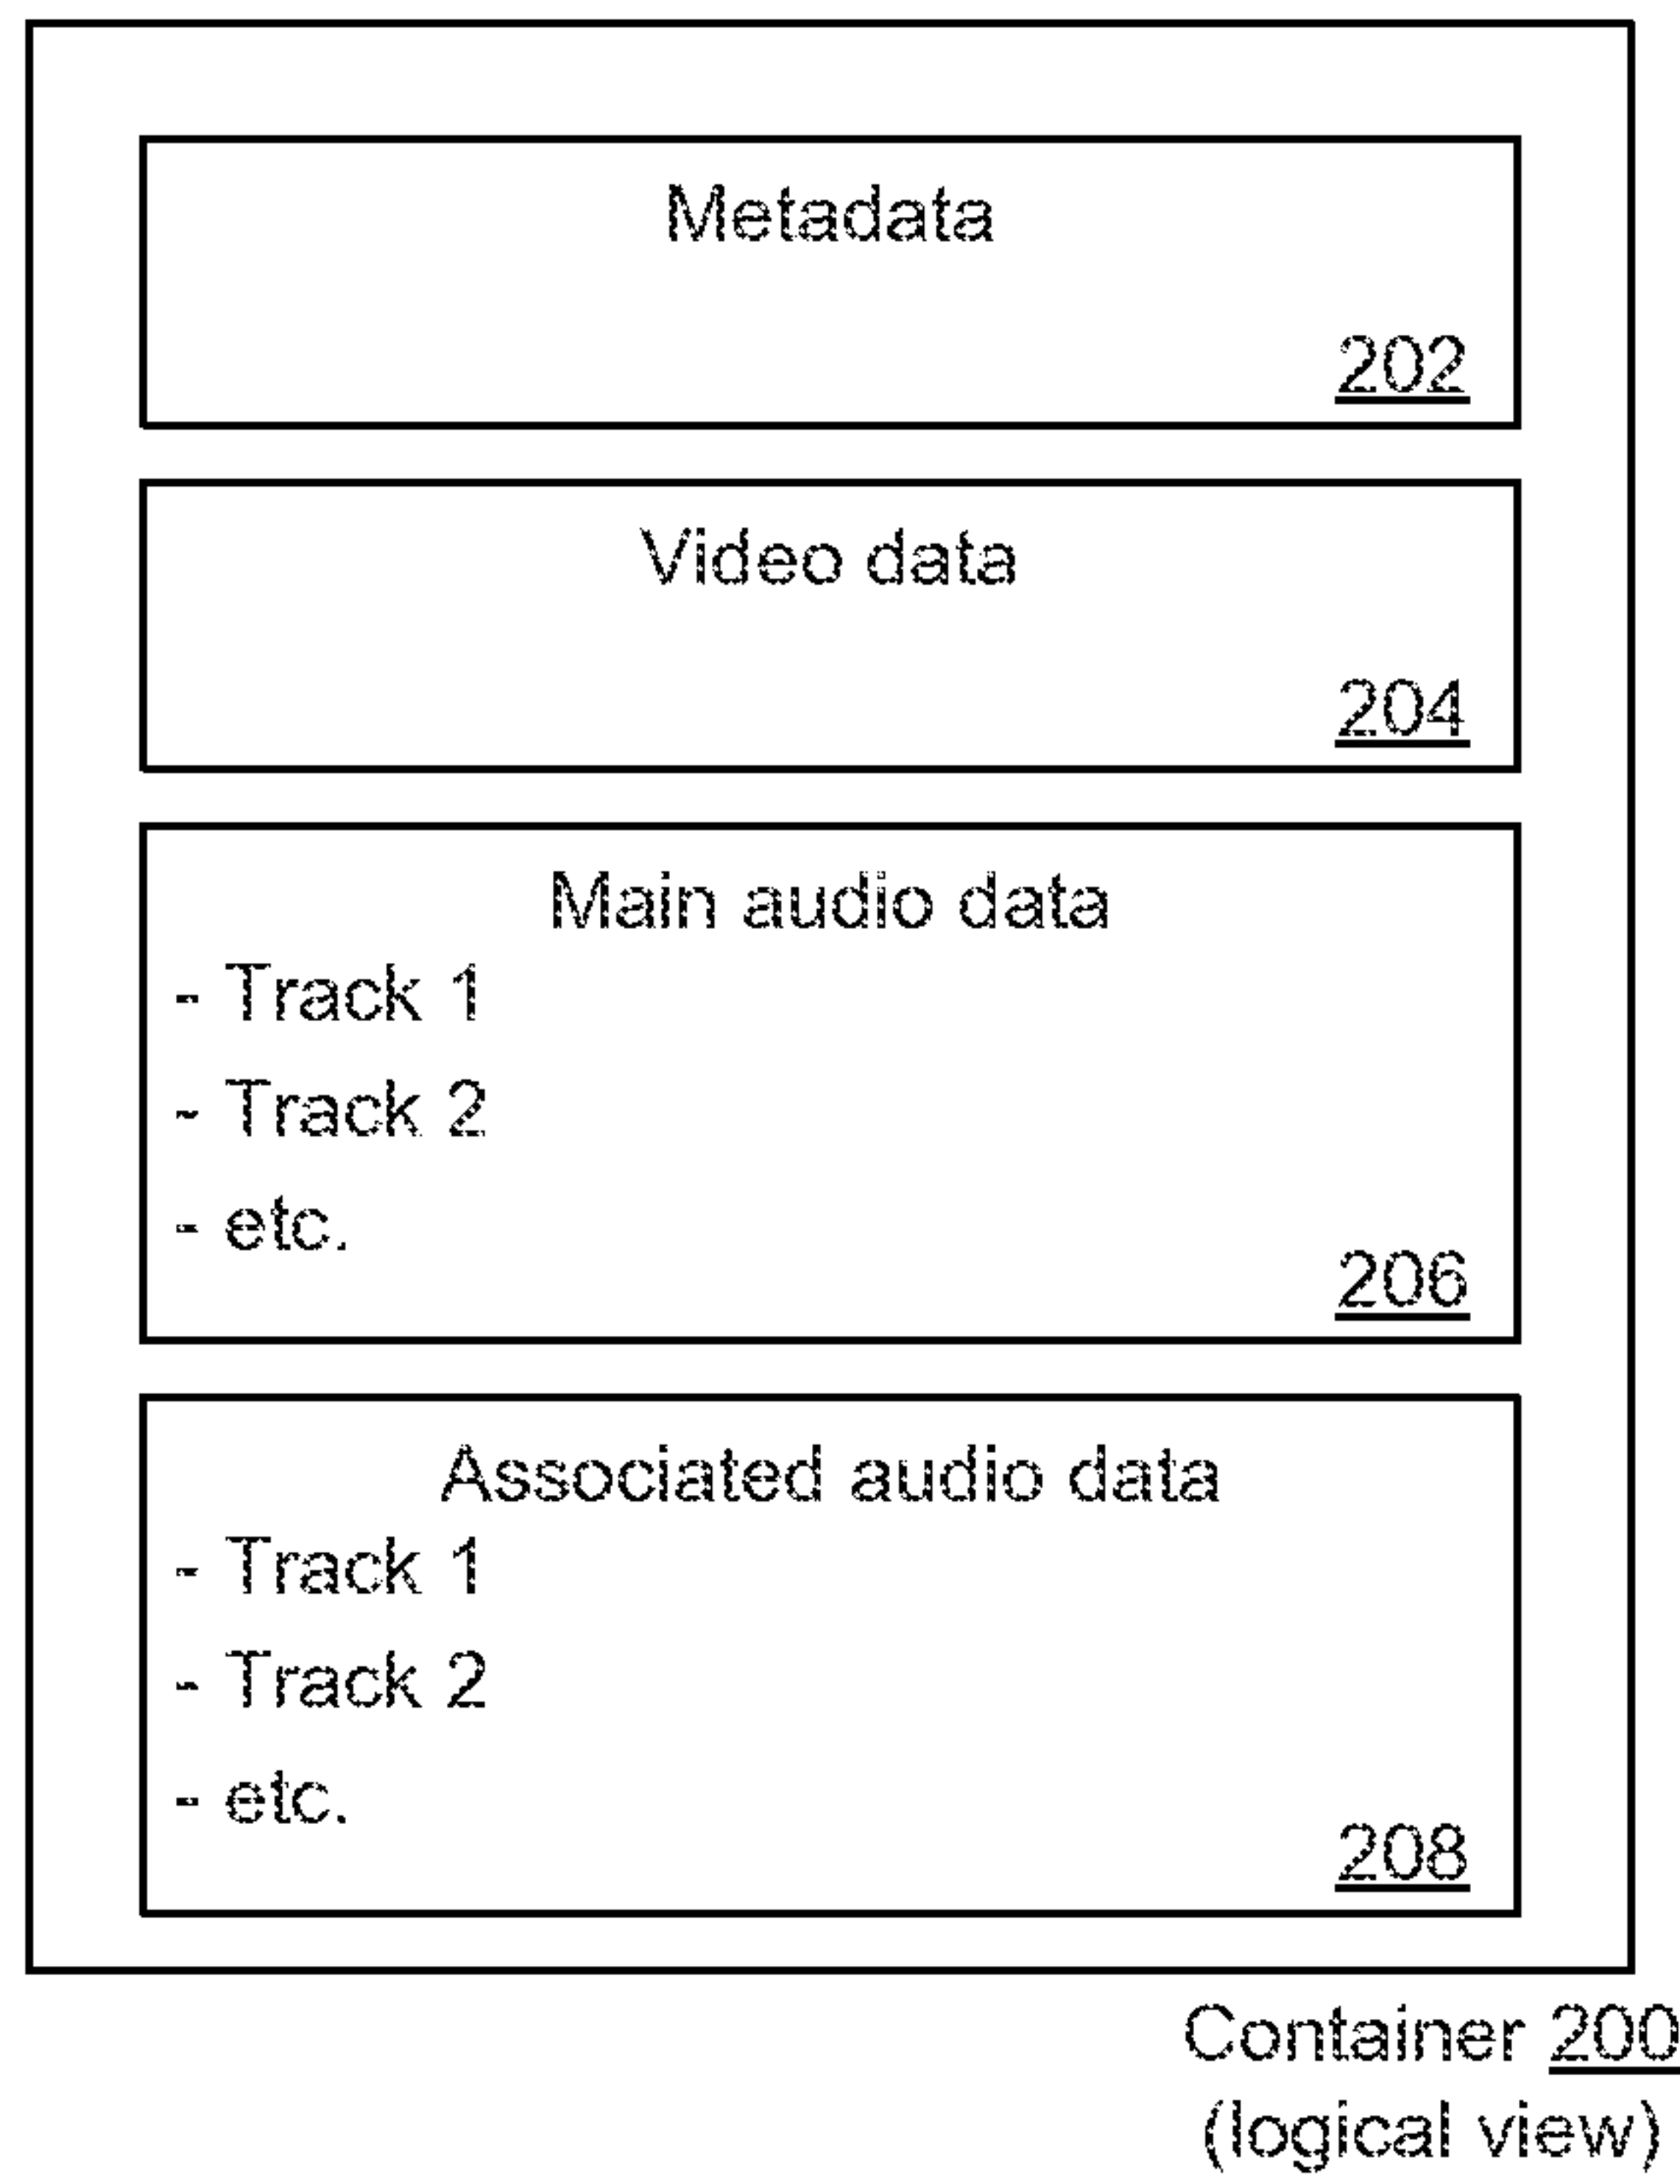 Metadata
202
Video data
204
Main audio data
- Track 1
- Track 2
- etc.
206
Associated audio data
- Track 1
- Track 2
- etc.
208
Container 200
(logical view)